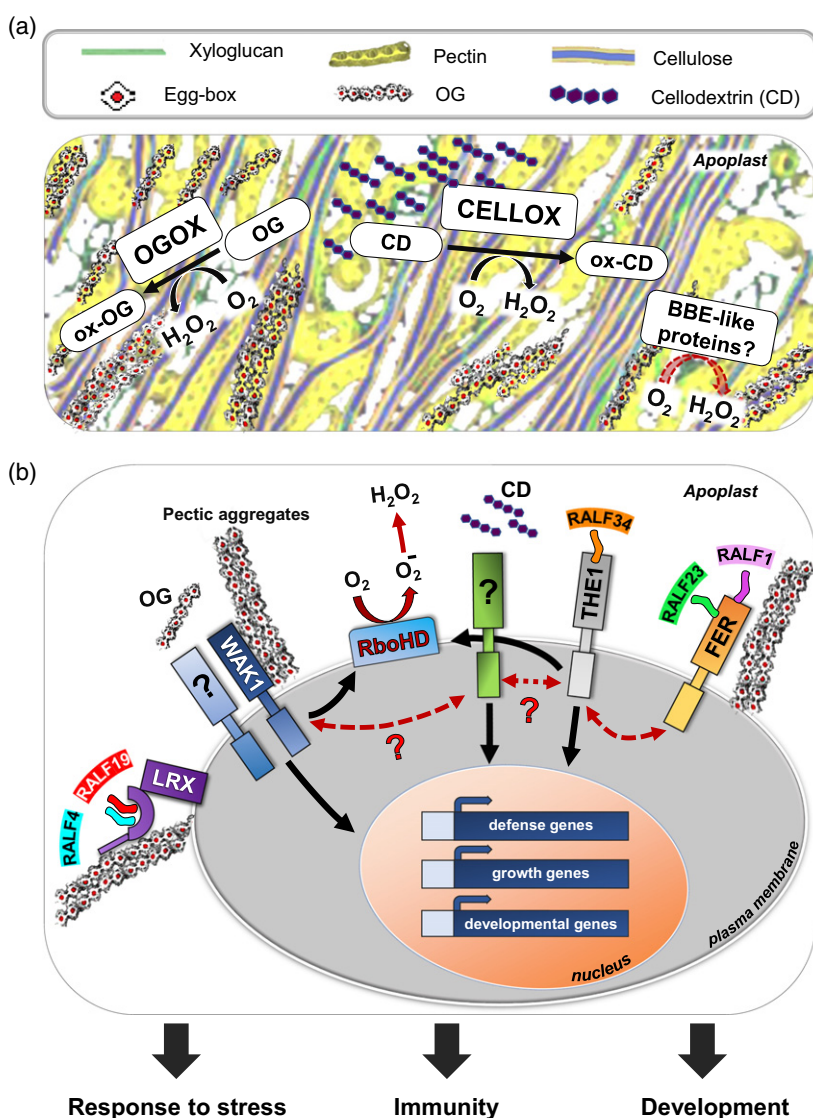 (a)
Xyloglucan
Pectin
Cellulose
Egg-box
OG
Cellodextrin (CD)
Apoplast
OGOX
OG
ox-OG
H₂O₂
O₂
CELLOX
CD
ox-CD
O₂
H₂O₂
BBE-like
proteins?
O₂
H₂O₂
(b)
Apoplast
Pectic aggregates
OG
H₂O₂
O₂
O₂⁻
RboHD
CD
?
RALF34
THE1
RALF23
RALF1
FER
?
WAK1
?
?
LRX
RALF19
RALF4
defense genes
growth genes
developmental genes
nucleus
plasma membrane
Response to stress
Immunity
Development